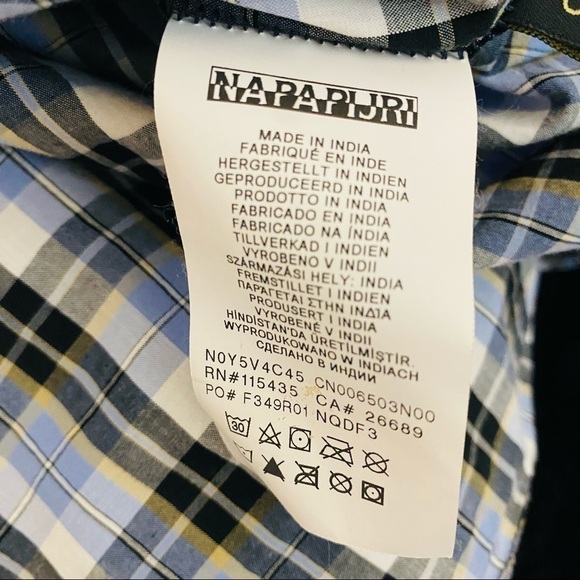 NAPAPIJRI
MADE IN INDIA
FABRIQUÉ EN INDE
HERGESTELLT IN INDIEN
GEPRODUCEERD IN INDIA
PRODOTTO IN INDIA
FABRICADO EN INDIA
FABRICADO NA ÍNDIA
TILLVERKAD I INDIEN
VYROBENO V INDII
SZÁRMAZÁSI HELY: INDIA
FREMSTILLET I INDIEN
ΠΑΡΑΓΕΤΑΙ ΣΤΗΝ ΙΝΔΙΑ
PRODUSERT I INDIA
VYROBENÉ V INDII
HİNDİSTAN'DA ÜRETİLMİŞTİR.
WYPRODUKOWANO W INDIACH
СДЕЛАНО В ИНДИИ
N0Y5V4C45 CN006503N00
RN#115435 CA# 26689
PO# F349R01 NQDF3
30